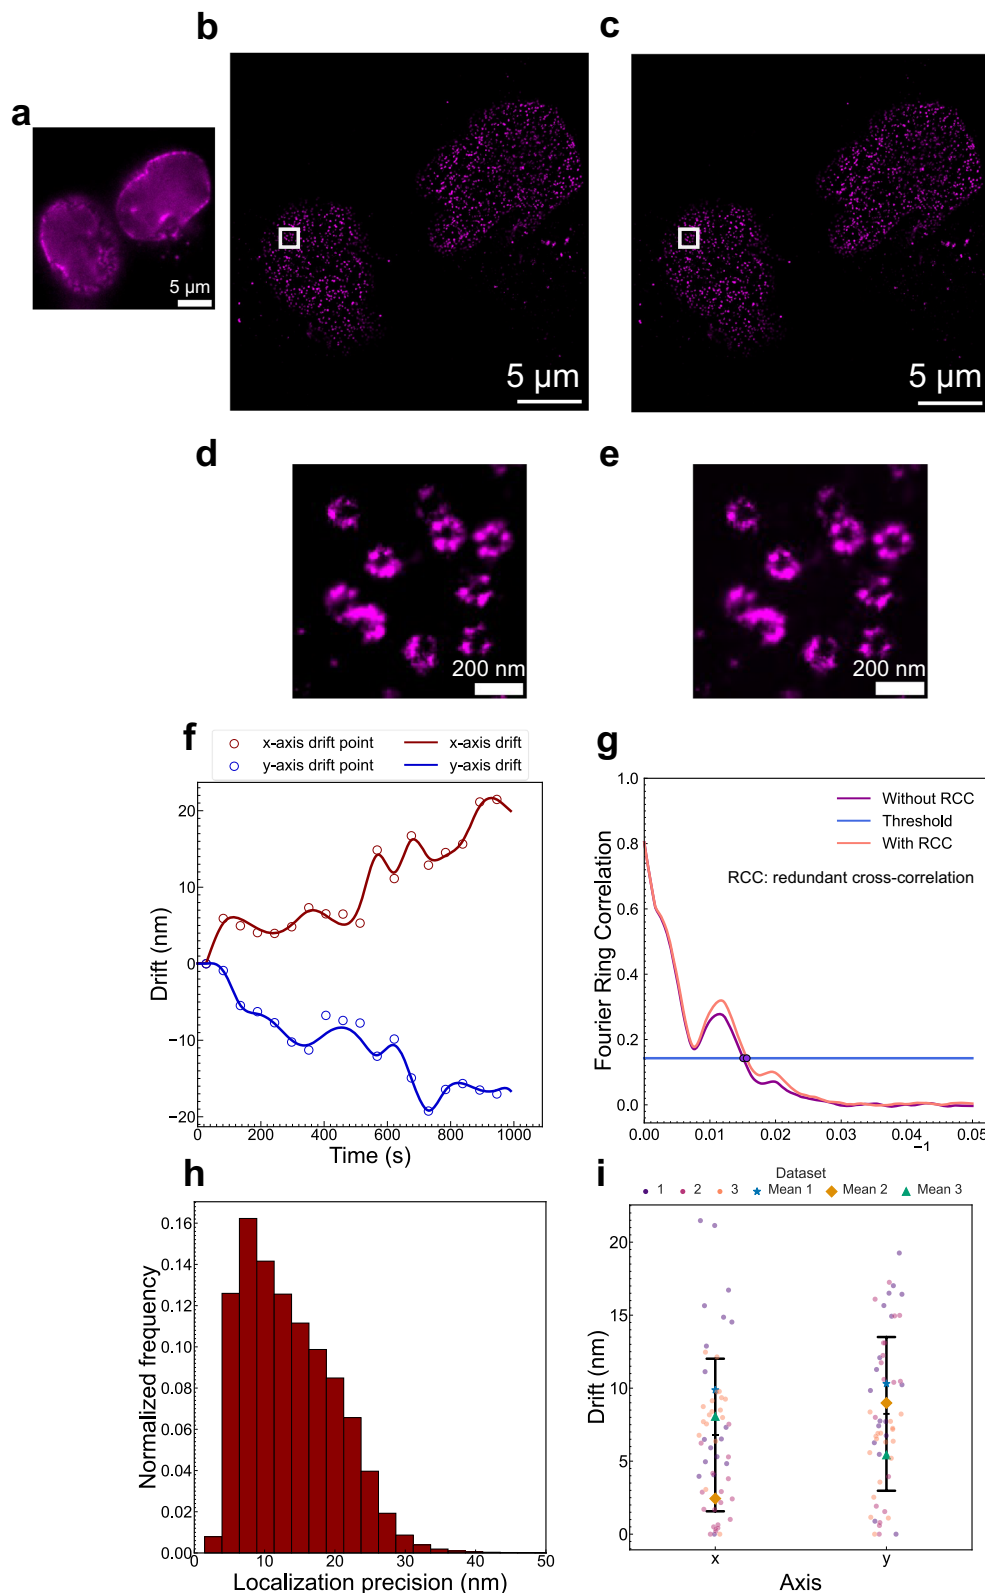 a
5 µm
b
5 µm
c
5 µm
d
200 nm
e
200 nm
f
x-axis drift point
x-axis drift
y-axis drift point
y-axis drift
20
10
0
−10
−20
Drift (nm)
0 200 400 600 800 1000
Time (s)
g
1.0
0.8
0.6
0.4
0.2
0.0
Fourier Ring Correlation
Without RCC
Threshold
With RCC
RCC: redundant cross-correlation
0.00 0.01 0.02 0.03 0.04 0.05
−1
h
0.16
0.14
0.12
0.10
0.08
0.06
0.04
0.02
0.00
Normalized frequency
0 10 20 30 40 50
Localization precision (nm)
i
Dataset
1 2 3 Mean 1 Mean 2 Mean 3
20
15
10
5
0
Drift (nm)
x y
Axis